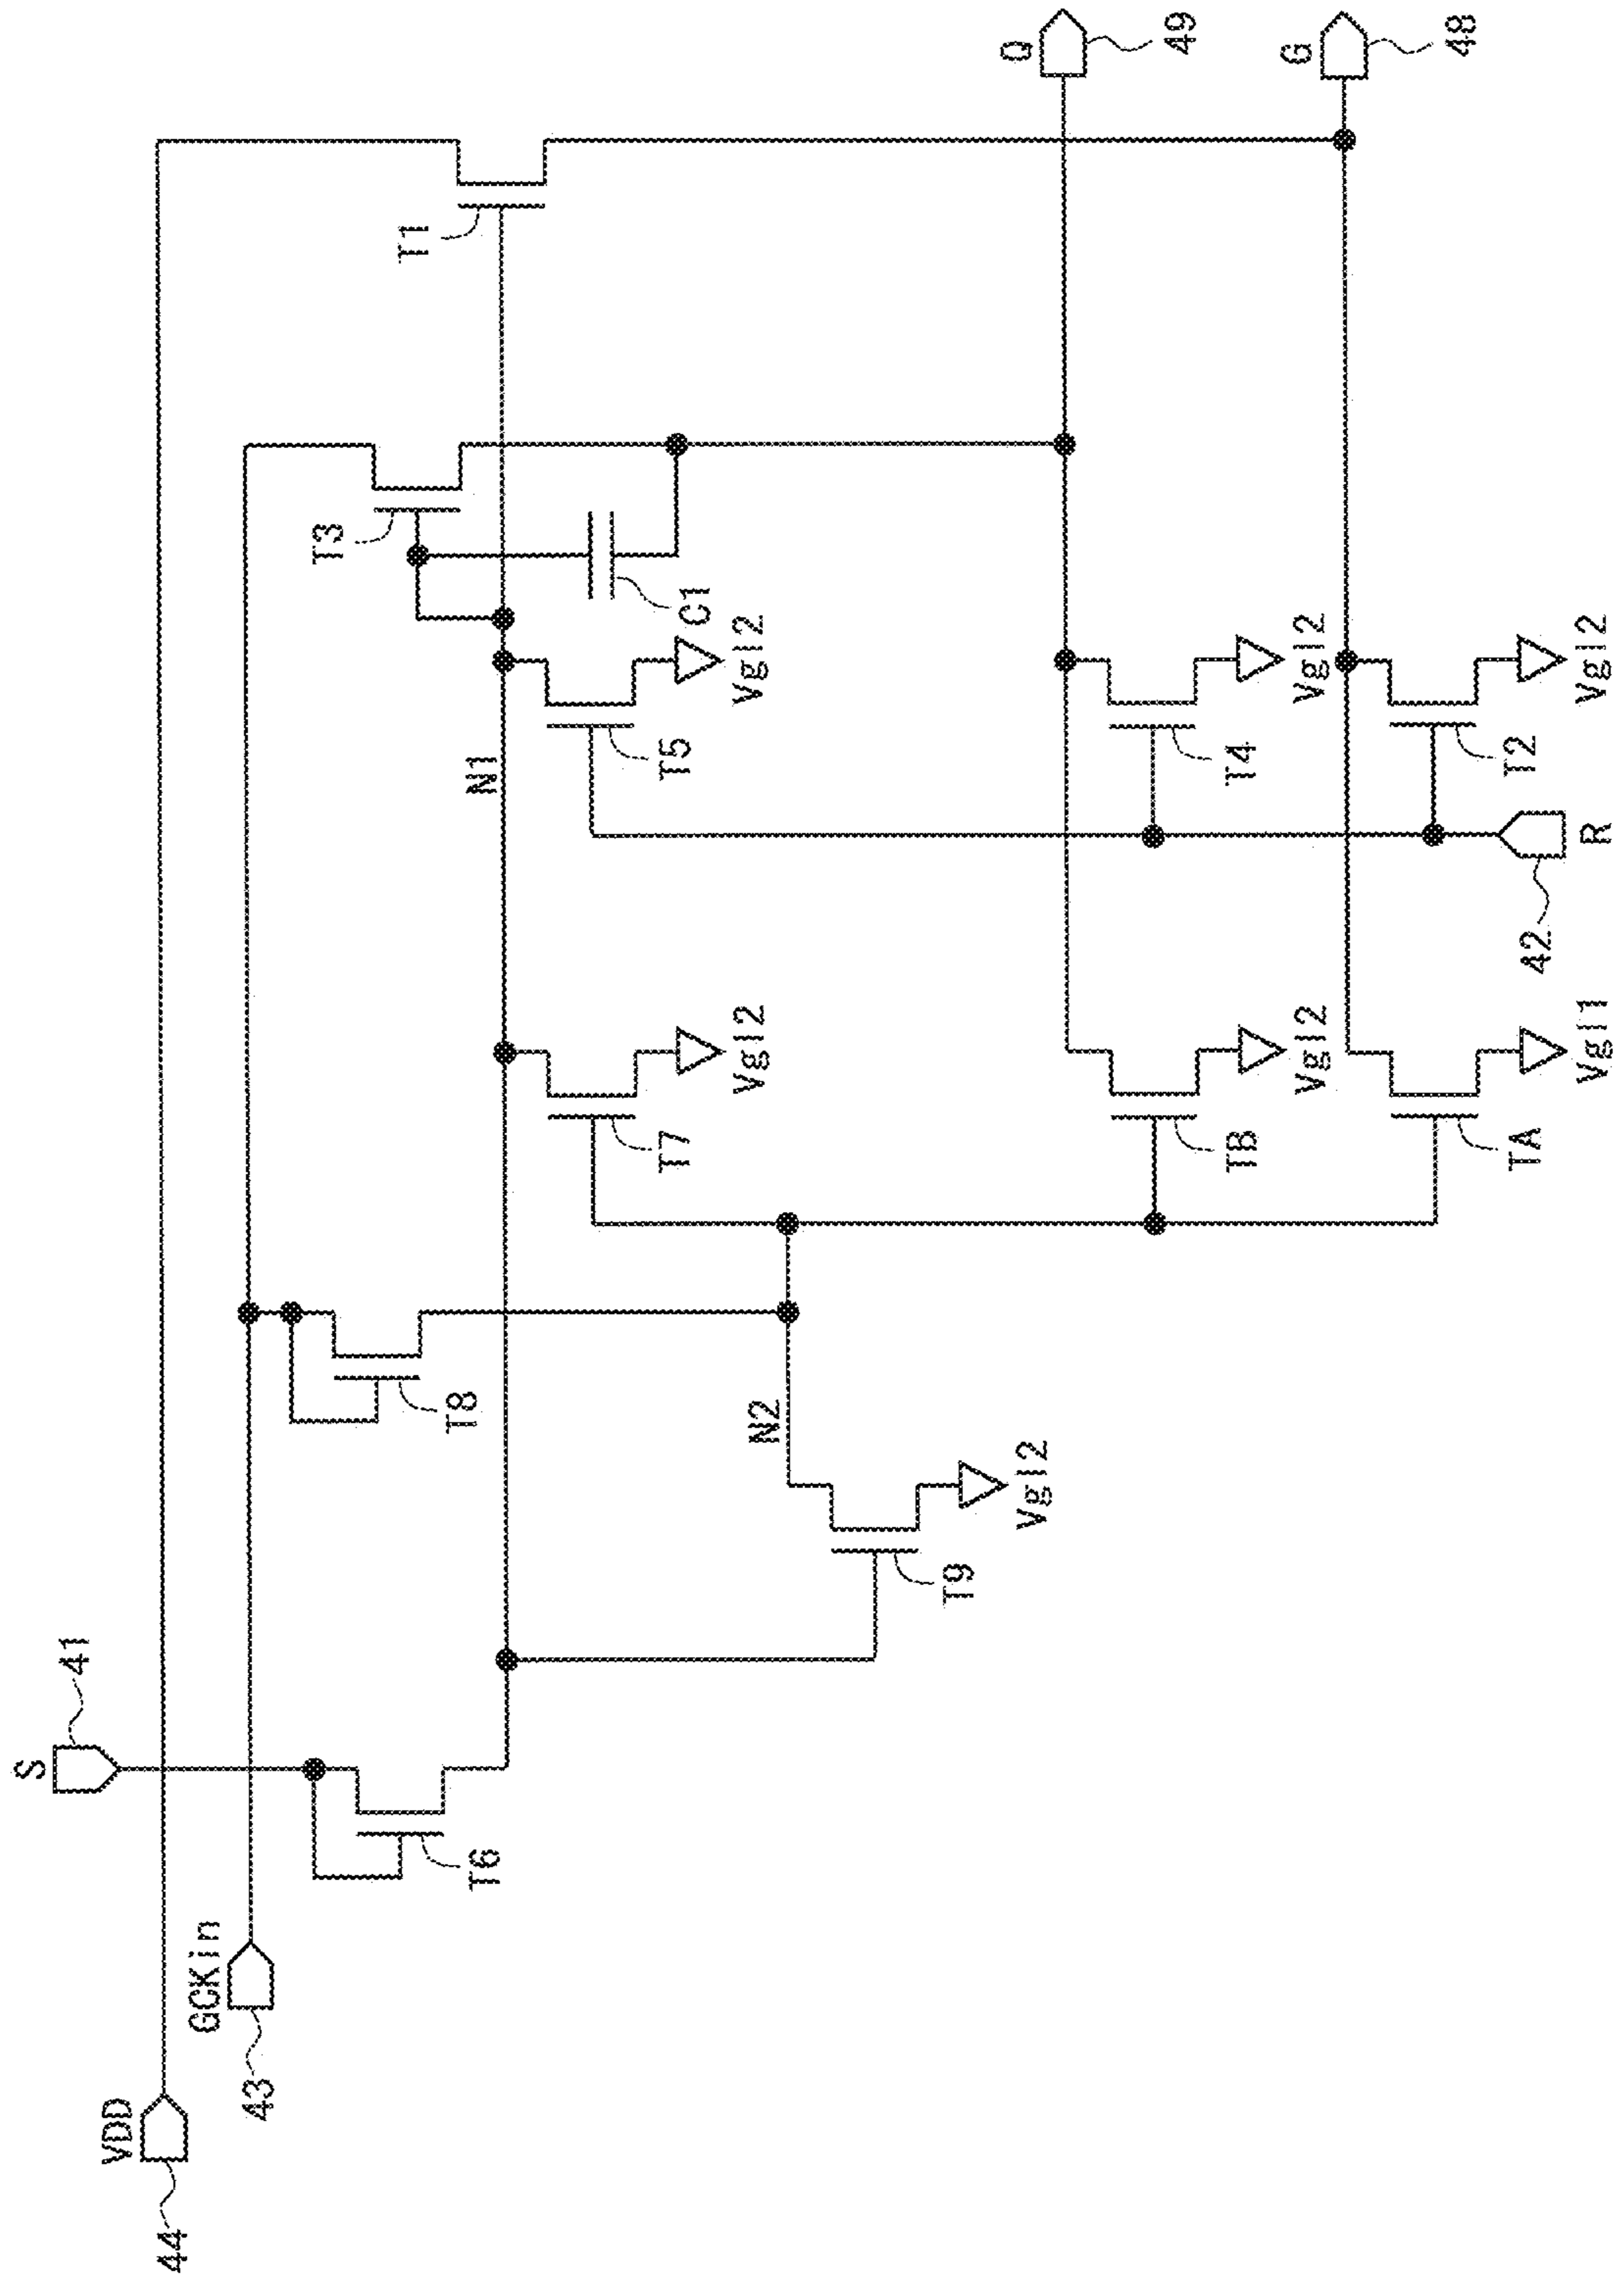 Q
49
G
48
T1
T3
C1
Vgl2
Vgl2
Vgl2
N1
T5
T4
T2
R
42
Vgl2
Vgl2
Vgl1
T7
TB
TA
T8
N2
Vgl2
T9
S
41
T6
GCKin
43
VDD
44